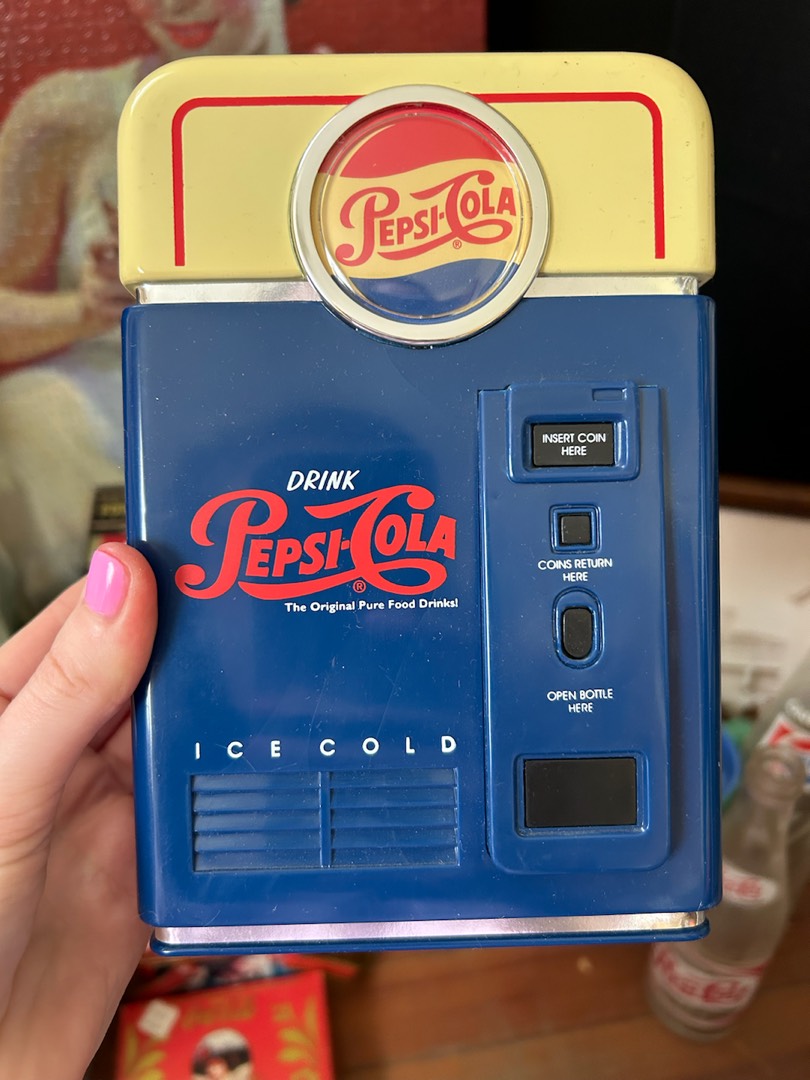 PEPSI-COLA®
INSERT COIN
HERE
COINS RETURN
HERE
DRINK
PEPSI-COLA®
The Original Pure Food Drinks!
OPEN BOTTLE
HERE
ICE COLD